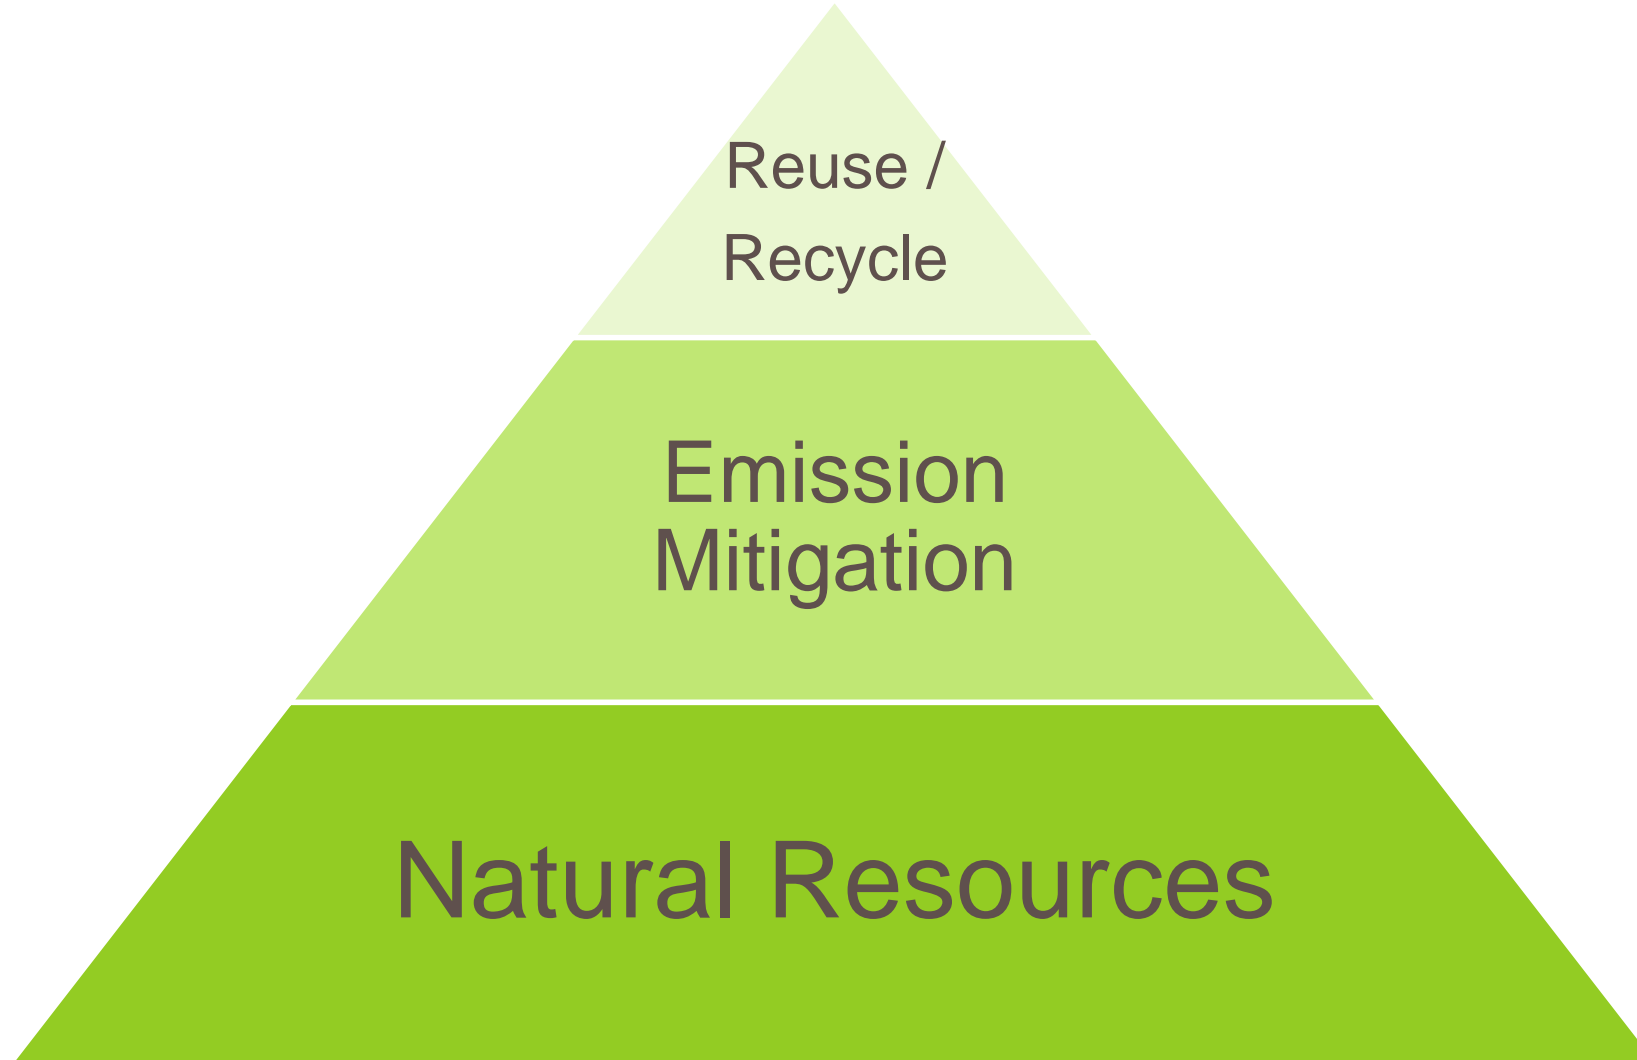 Reuse /
Recycle
Emission
Mitigation
Natural Resources